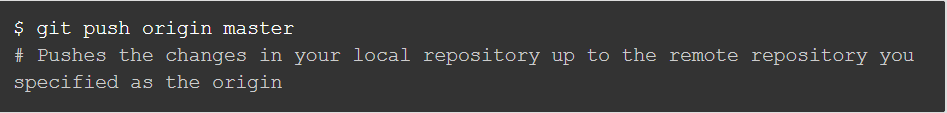 $ git push origin master
# Pushes the changes in your local repository up to the remote repository you
specified as the origin